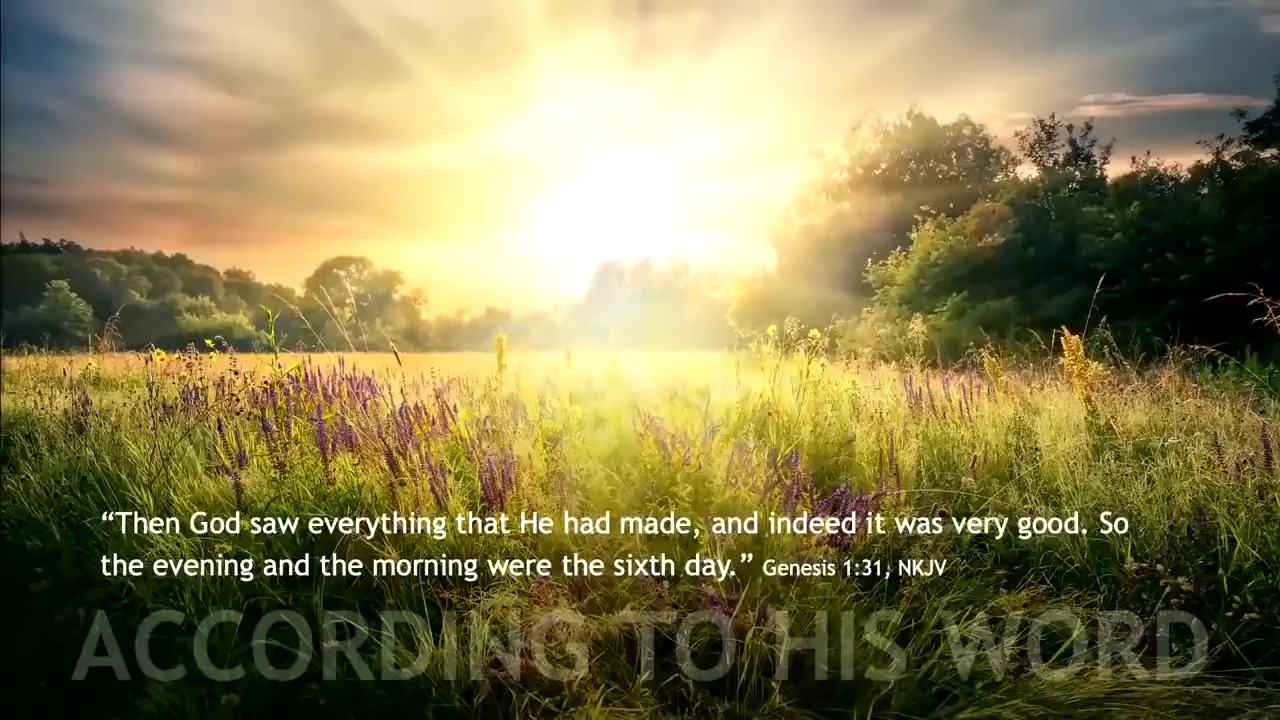 “Then God saw everything that He had made, and indeed it was very good. So
the evening and the morning were the sixth day.” Genesis 1:31, NKJV
ACCORDING TO HIS WORD